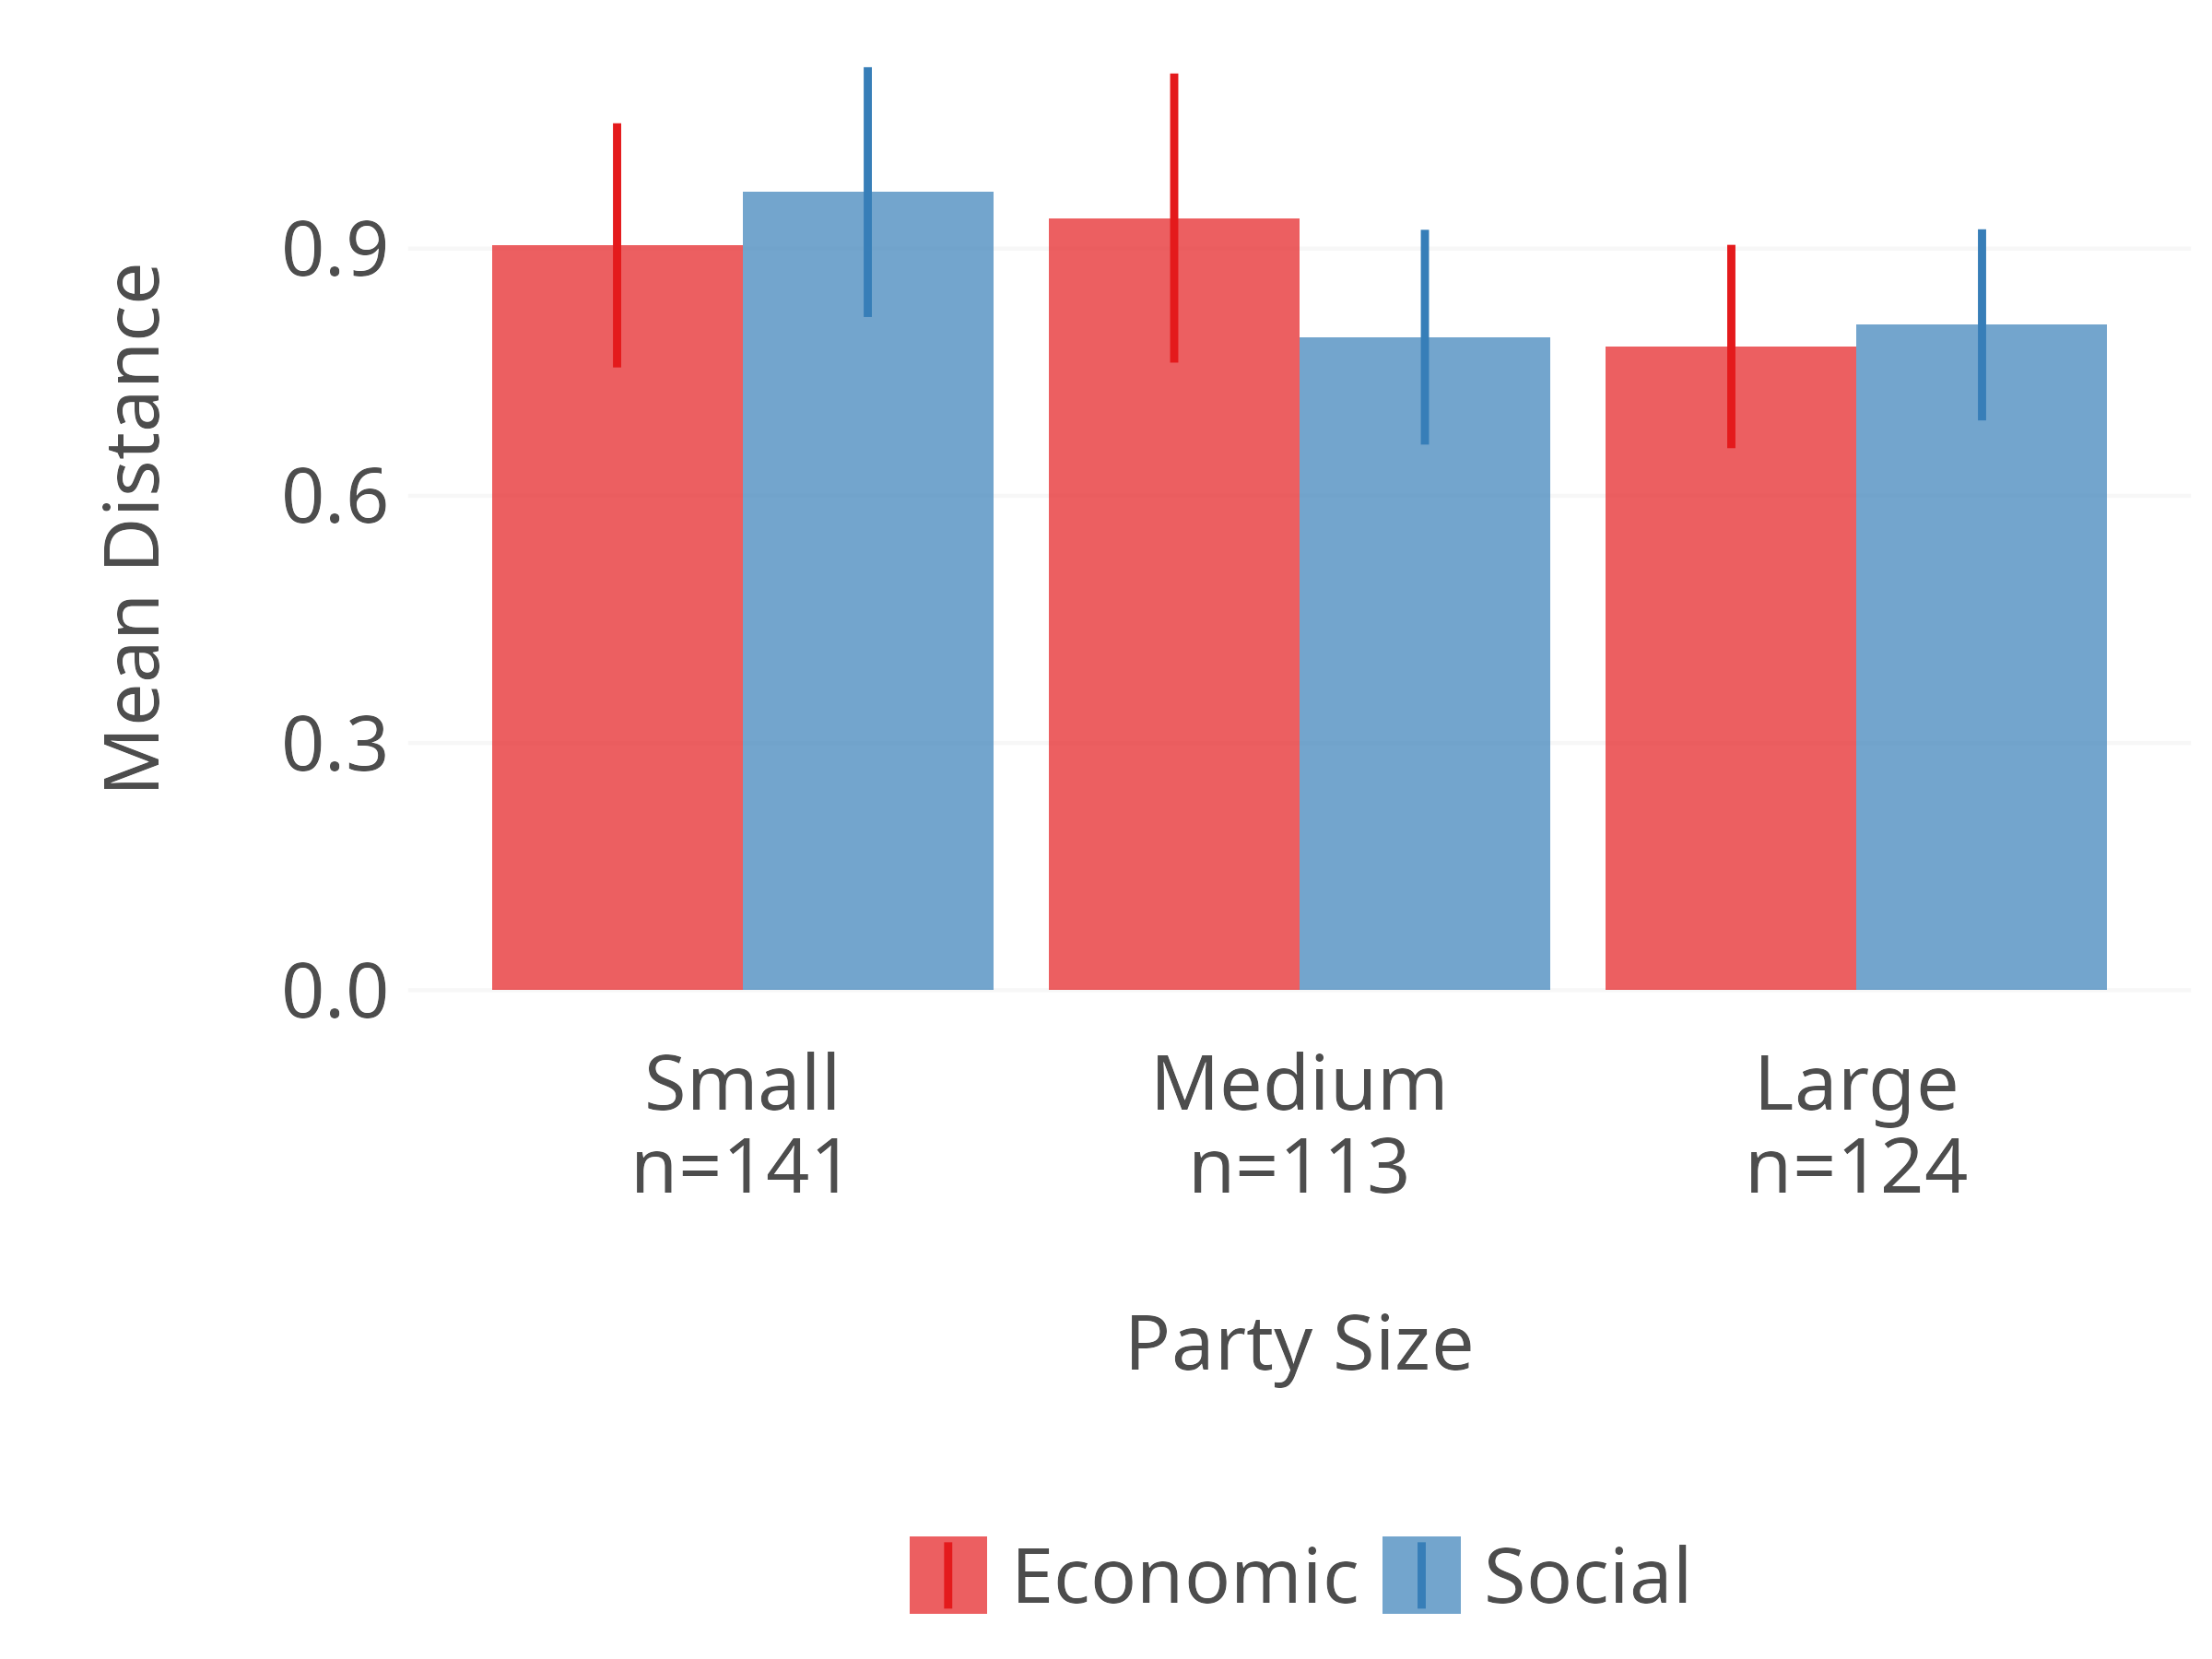 Mean Distance
0.9
0.6
0.3
0.0
Small
n=141
Medium
n=113
Large
n=124
Party Size
Economic
Social